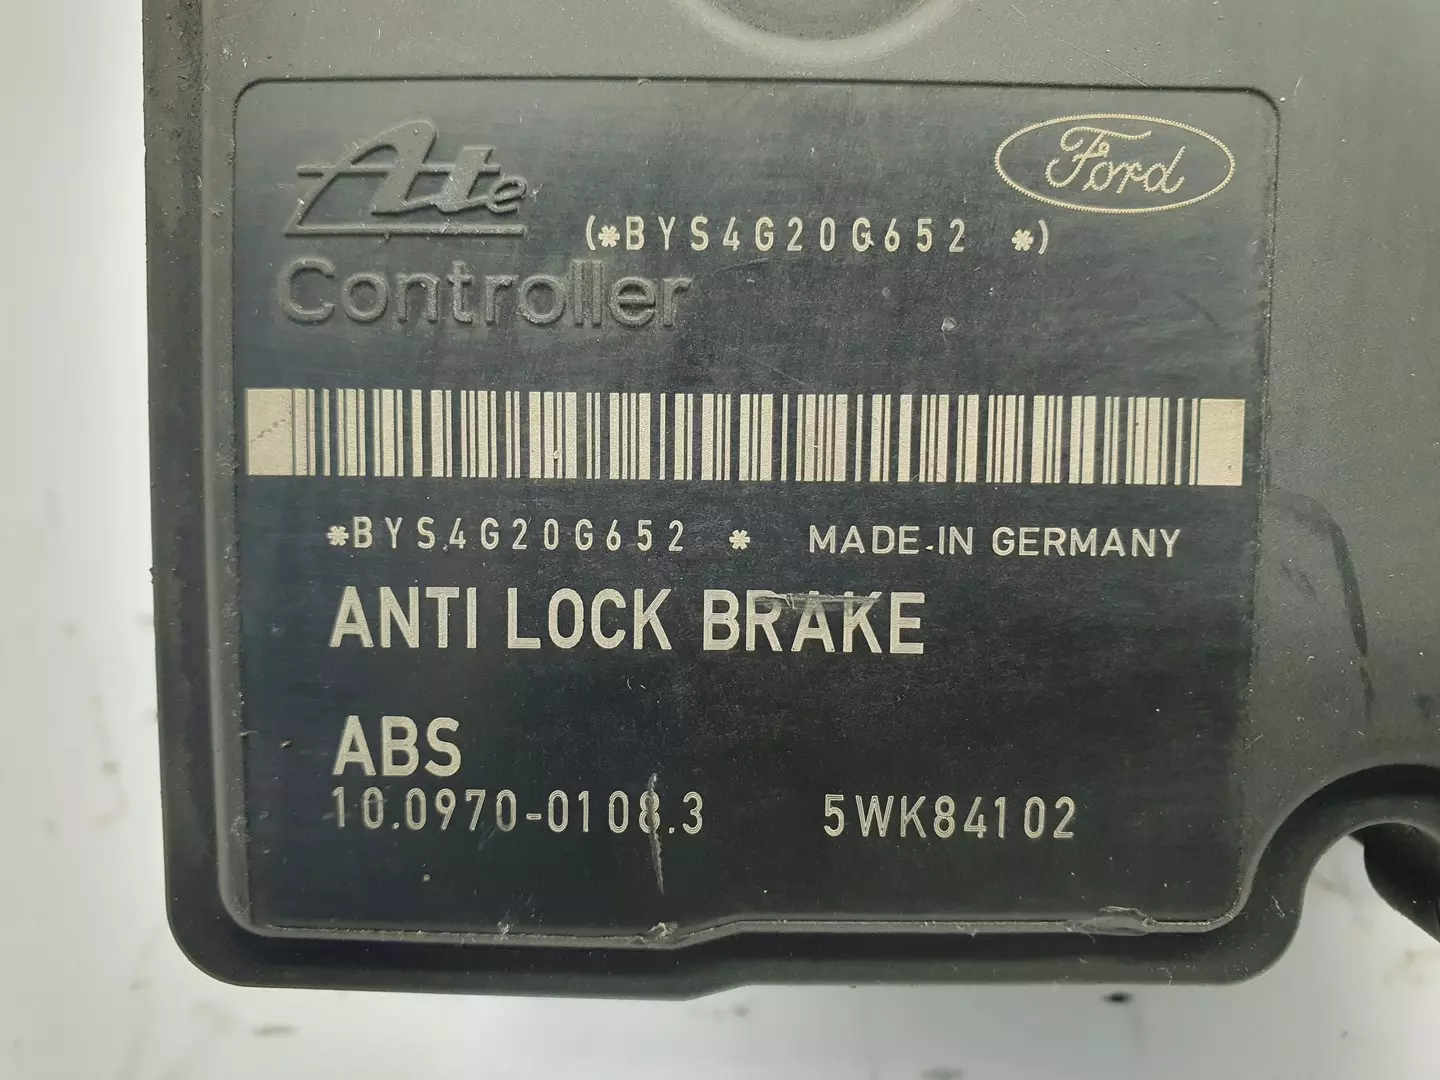 Ate
Ford
(*BYS4G20G652 *)
Controller
*BYS4G20G652 * MADE IN GERMANY
ANTI LOCK BRAKE
ABS
10.0970-0108.3 5WK84102